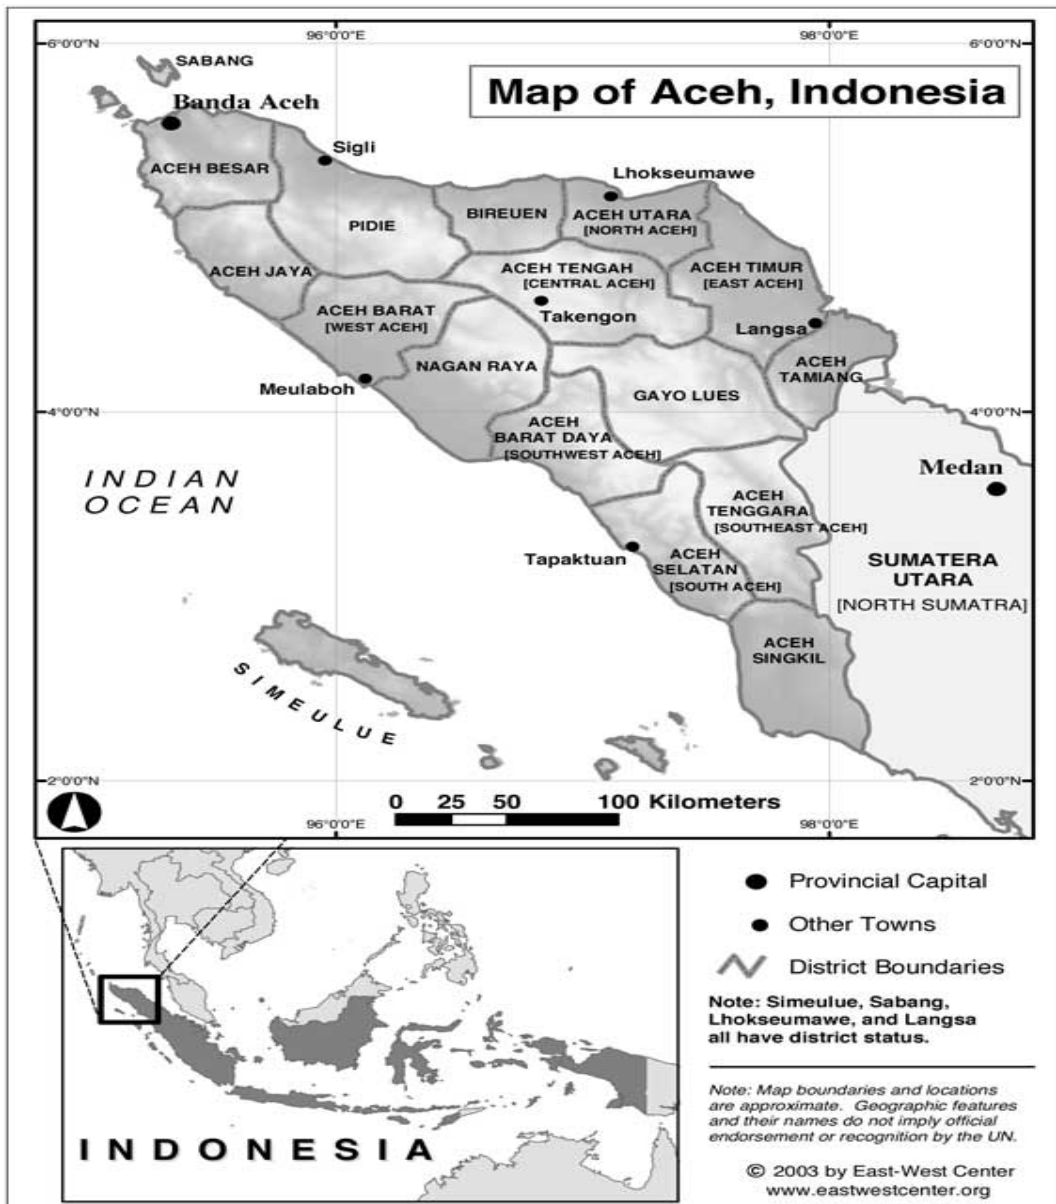 96°0'0"E
98°0'0"E
6°0'0"N
6°0'0"N
SABANG
Map of Aceh, Indonesia
Banda Aceh
Sigli
ACEH BESAR
Lhokseumawe
PIDIE
BIREUEN
ACEH UTARA
[NORTH ACEH]
ACEH JAYA
ACEH TENGAH
[CENTRAL ACEH]
ACEH TIMUR
[EAST ACEH]
ACEH BARAT
[WEST ACEH]
Takengon
Langsa
NAGAN RAYA
ACEH
TAMIANG
Meulaboh
GAYO LUES
4°0'0"N
4°0'0"N
ACEH
BARAT DAYA
[SOUTHWEST ACEH]
INDIAN
OCEAN
Medan
ACEH
TENGGARA
[SOUTHEAST ACEH]
Tapaktuan
ACEH
SELATAN
[SOUTH ACEH]
SUMATERA
UTARA
[NORTH SUMATRA]
ACEH
SINGKIL
SIMEULUE
2°0'0"N
2°0'0"N
0 25 50 100 Kilometers
96°0'0"E
98°0'0"E
INDONESIA
Provincial Capital
Other Towns
District Boundaries
Note: Simeulue, Sabang,
Lhokseumawe, and Langsa
all have district status.
Note: Map boundaries and locations
are approximate. Geographic features
and their names do not imply official
endorsement or recognition by the UN.
© 2003 by East-West Center
www.eastwestcenter.org